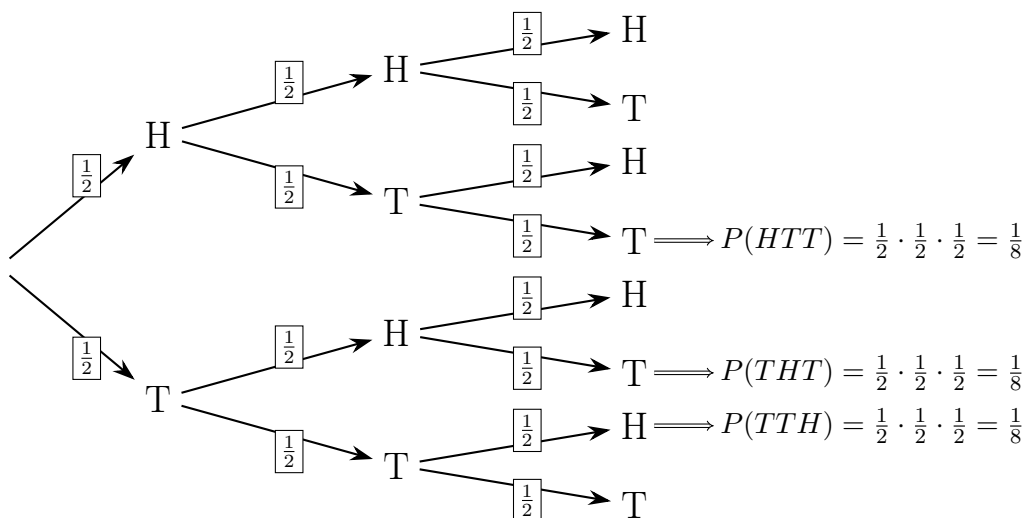 1/2 H
1/2 H
1/2 T
H
1/2 H
1/2
1/2 T
1/2 T ⟹ P(HTT) = 1/2 · 1/2 · 1/2 = 1/8
1/2 H
1/2 H
1/2
1/2 T ⟹ P(THT) = 1/2 · 1/2 · 1/2 = 1/8
T
1/2 H ⟹ P(TTH) = 1/2 · 1/2 · 1/2 = 1/8
1/2 T
1/2 T